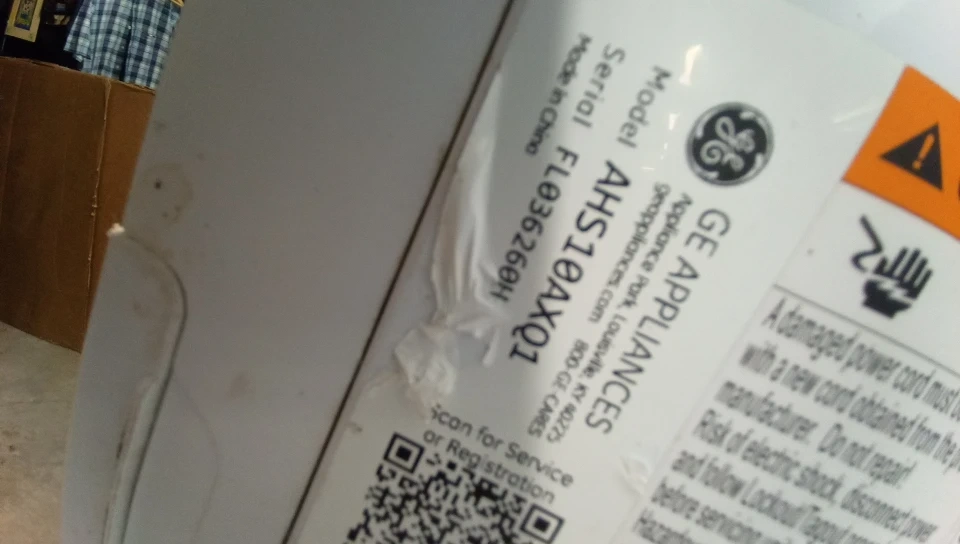 GE APPLIANCES
Appliance Park, Louisville, KY 40225
geappliances.com 800-GE-CARES
Model AHS10AXQ1
Serial FL036260H
Made in China
Scan for Service
or Registration
A damaged power cord must
with a new cord obtained from the
manufacturer. Do not repair!
Risk of electric shock, disconnect power
and follow Lockout
before servicing